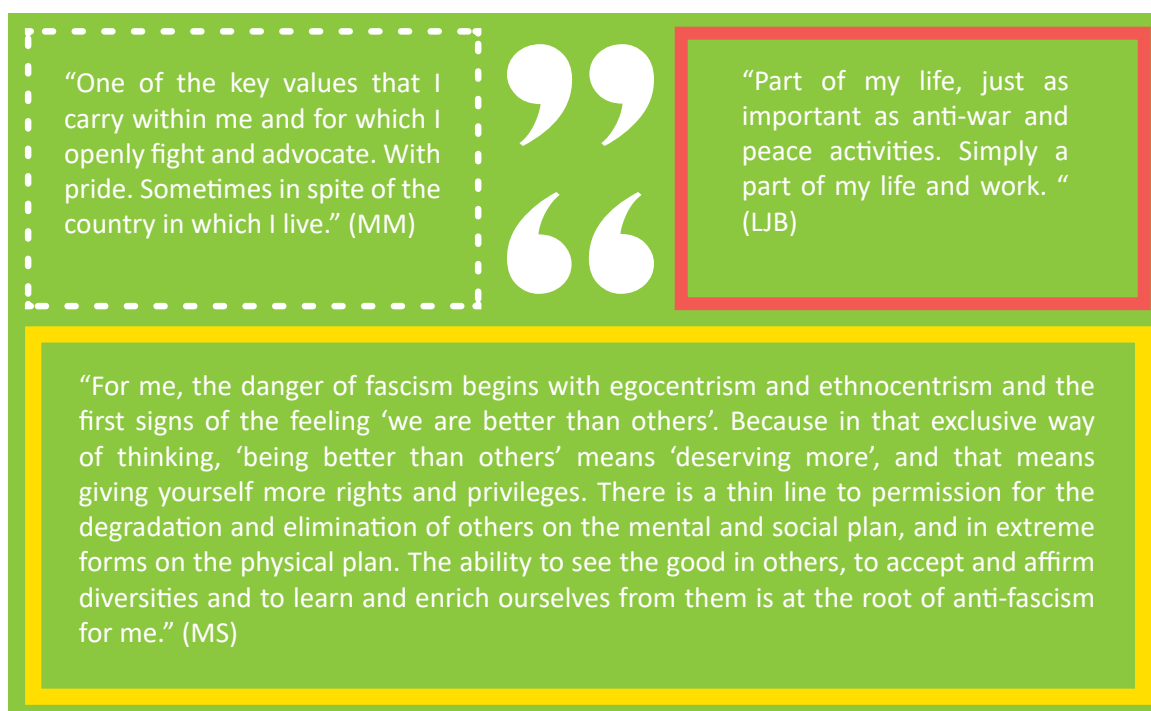 “One of the key values that I
carry within me and for which I
openly fight and advocate. With
pride. Sometimes in spite of the
country in which I live.” (MM)
”
“
“Part of my life, just as
important as anti-war and
peace activities. Simply a
part of my life and work. “
(LJB)
“For me, the danger of fascism begins with egocentrism and ethnocentrism and the
first signs of the feeling ‘we are better than others’. Because in that exclusive way
of thinking, ‘being better than others’ means ‘deserving more’, and that means
giving yourself more rights and privileges. There is a thin line to permission for the
degradation and elimination of others on the mental and social plan, and in extreme
forms on the physical plan. The ability to see the good in others, to accept and affirm
diversities and to learn and enrich ourselves from them is at the root of anti-fascism
for me.” (MS)